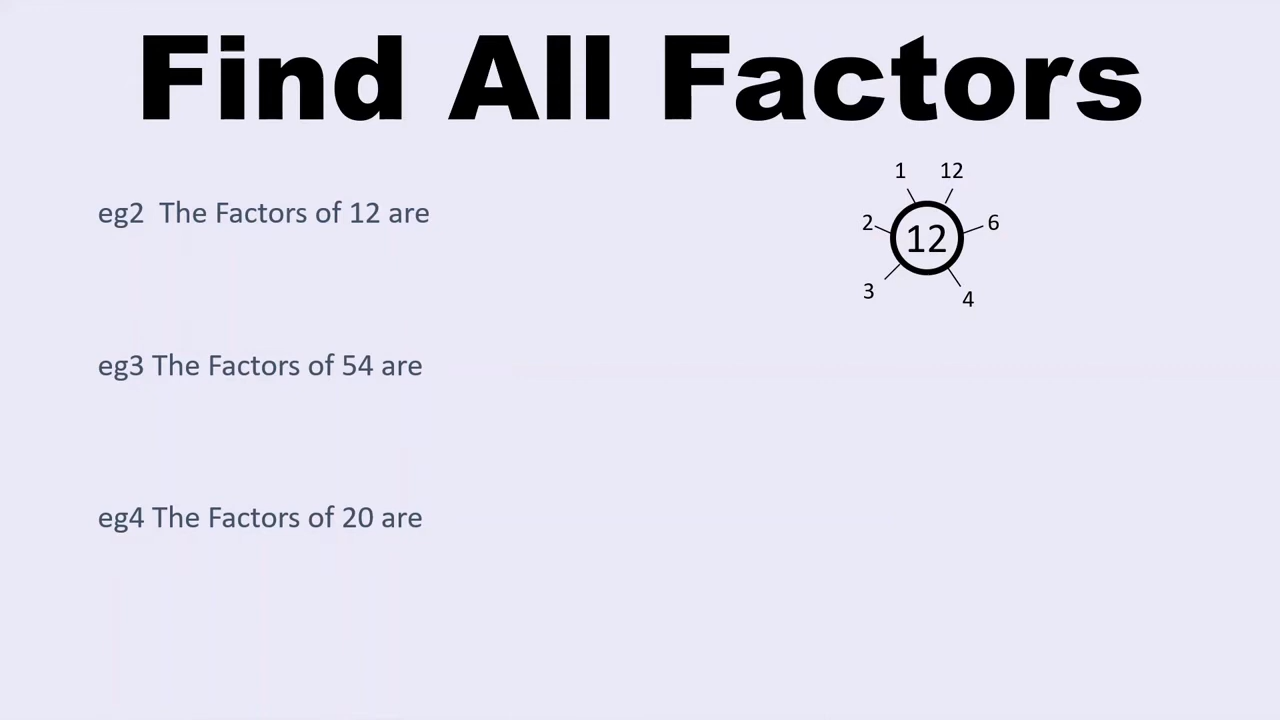 Find All Factors
1 12
eg2 The Factors of 12 are
2 12 6
3 4
eg3 The Factors of 54 are
eg4 The Factors of 20 are